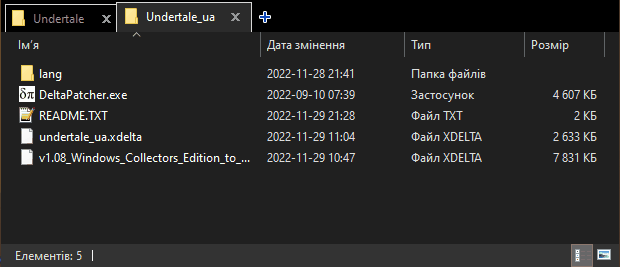 Undertale Undertale_ua
Ім'я Дата змінення Тип Розмір
lang 2022-11-28 21:41 Папка файлів
δπ DeltaPatcher.exe 2022-09-10 07:39 Застосунок 4 607 КБ
README.TXT 2022-11-29 21:28 Файл TXT 2 КБ
undertale_ua.xdelta 2022-11-29 11:04 Файл XDELTA 2 633 КБ
v1.08_Windows_Collectors_Edition_to_... 2022-11-29 10:47 Файл XDELTA 7 831 КБ
Елементів: 5